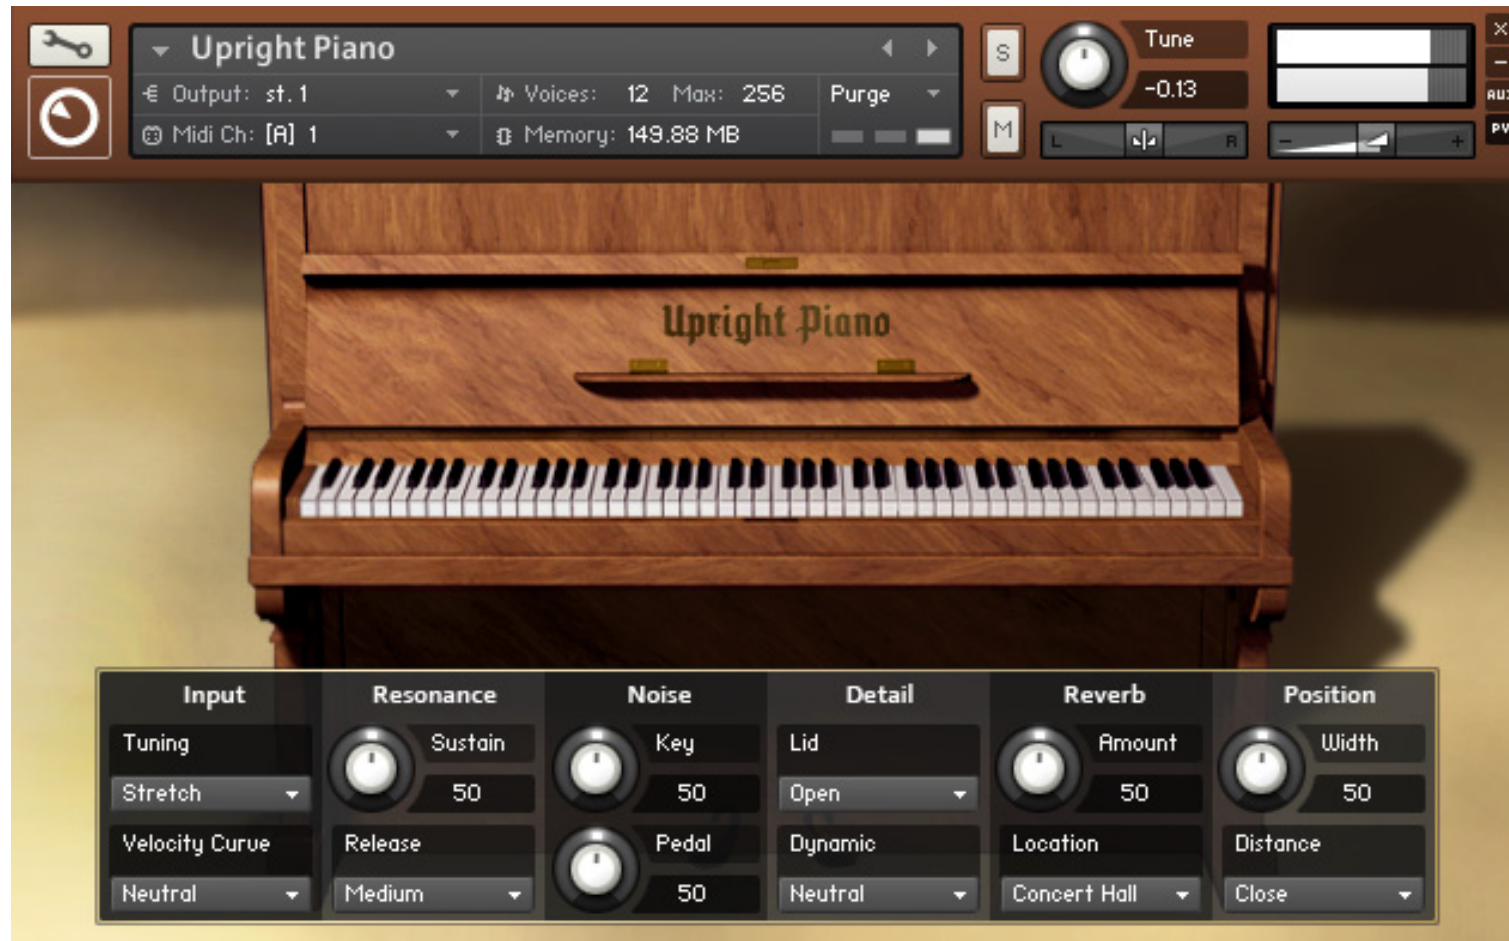 Upright Piano
Output: st. 1
Voices: 12 Max: 256
Purge
Midi Ch: [A] 1
Memory: 149.88 MB
S
M
Tune
-0.13
L
R
-
+
X
-
AUX
PV
Upright Piano
Input
Resonance
Noise
Detail
Reverb
Position
Tuning
Sustain
Key
Lid
Amount
Width
Stretch
50
50
Open
50
50
Velocity Curve
Release
Pedal
Dynamic
Location
Distance
Neutral
Medium
50
Neutral
Concert Hall
Close